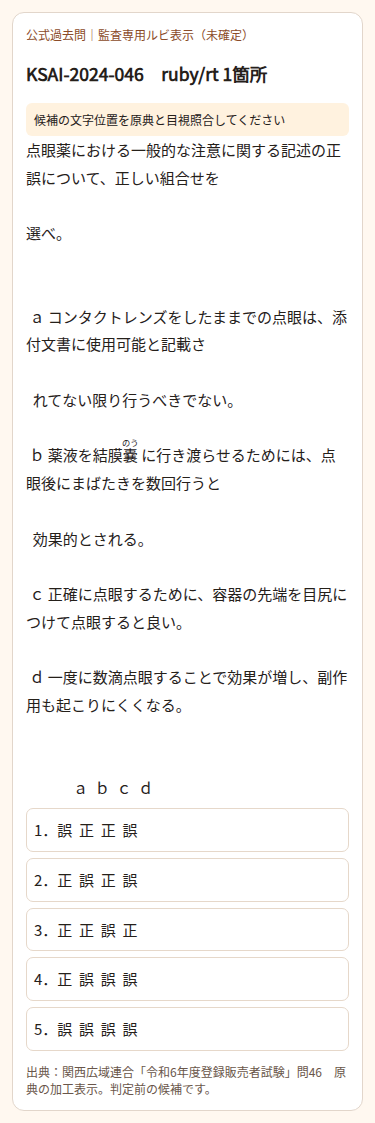 公式過去問｜監査専用ルビ表示（未確定）
KSAI-2024-046　ruby/rt 1箇所
候補の文字位置を原典と目視照合してください
点眼薬における一般的な注意に関する記述の正
誤について、正しい組合せを
選べ。
ａ コンタクトレンズをしたままでの点眼は、添
付文書に使用可能と記載さ
れてない限り行うべきでない。
のう
ｂ 薬液を結膜嚢 に行き渡らせるためには、点
眼後にまばたきを数回行うと
効果的とされる。
ｃ 正確に点眼するために、容器の先端を目尻に
つけて点眼すると良い。
ｄ 一度に数滴点眼することで効果が増し、副作
用も起こりにくくなる。
ａ ｂ ｃ ｄ
1．誤 正 正 誤
2．正 誤 正 誤
3．正 正 誤 正
4．正 誤 誤 誤
5．誤 誤 誤 誤
出典：関西広域連合「令和6年度登録販売者試験」問46　原
典の加工表示。判定前の候補です。